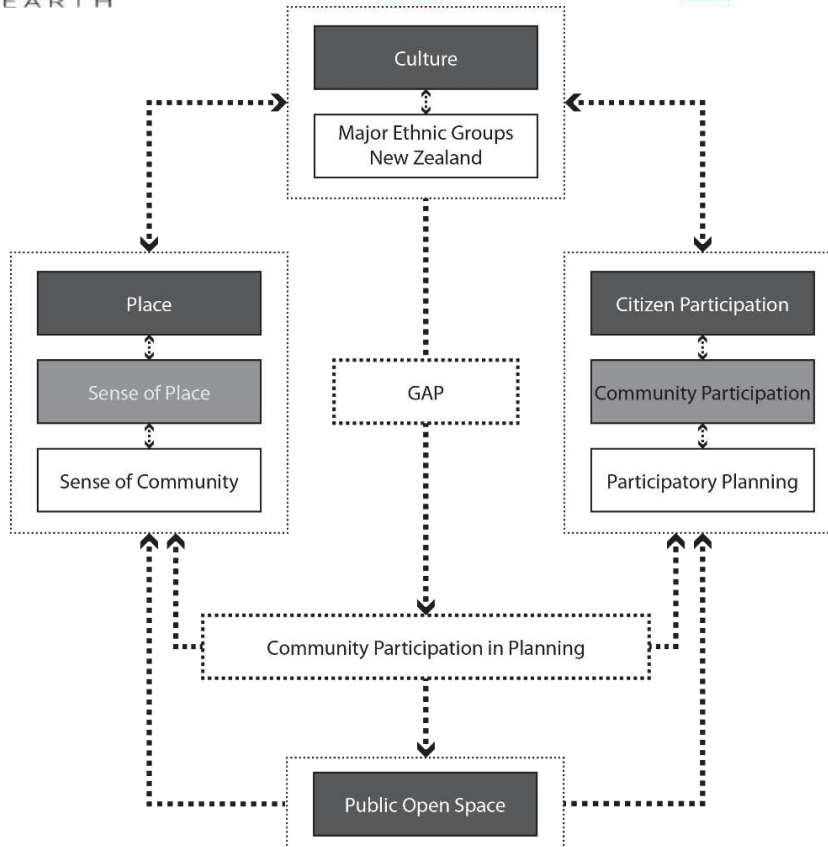 EARTH
Culture
Major Ethnic Groups
New Zealand
Place
Sense of Place
Sense of Community
GAP
Citizen Participation
Community Participation
Participatory Planning
Community Participation in Planning
Public Open Space